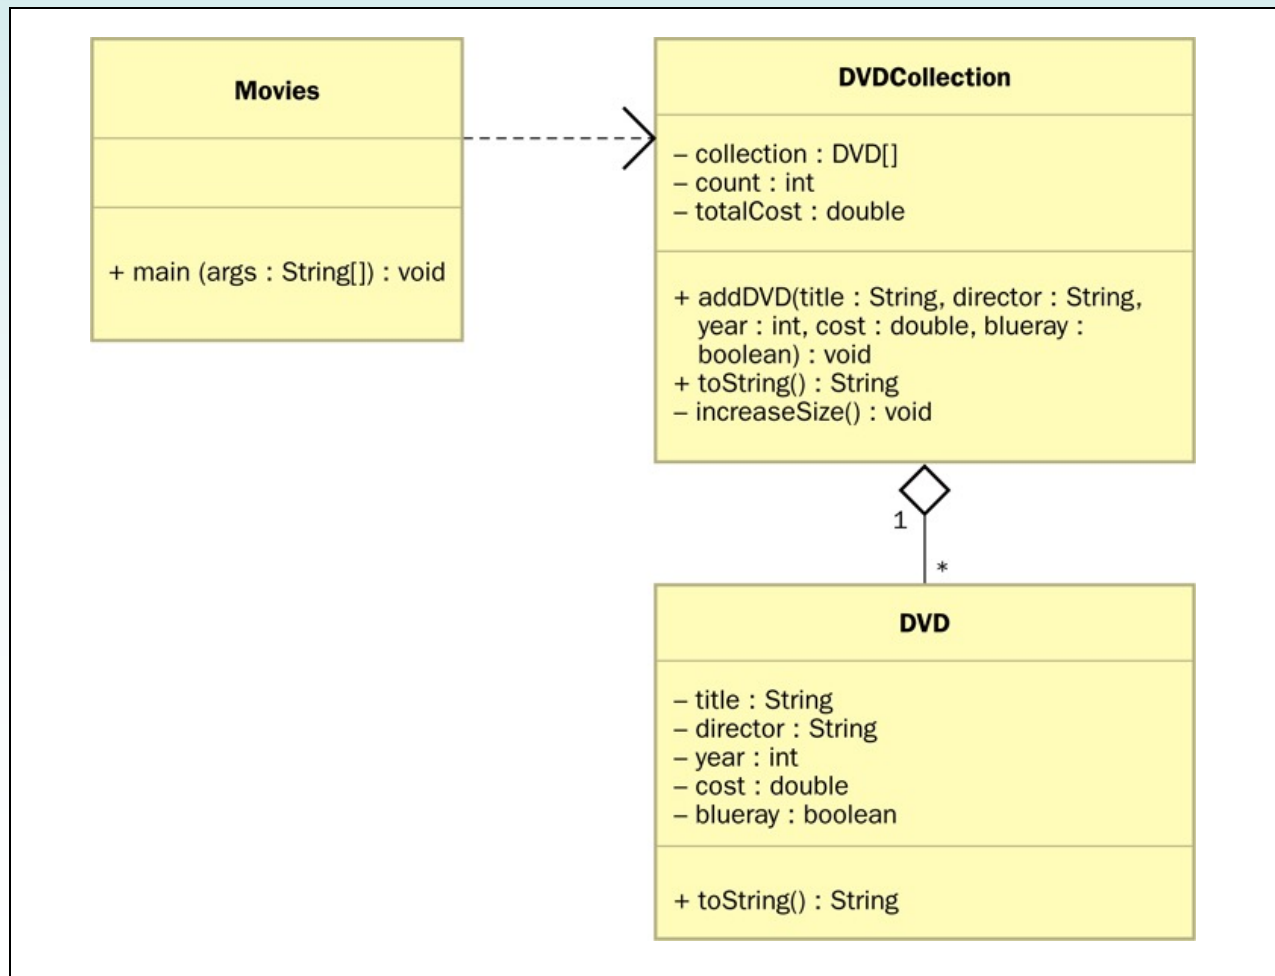 Movies
+ main (args : String[]) : void
DVDCollection
– collection : DVD[]
– count : int
– totalCost : double
+ addDVD(title : String, director : String,
year : int, cost : double, blueray :
boolean) : void
+ toString() : String
– increaseSize() : void
1
*
DVD
– title : String
– director : String
– year : int
– cost : double
– blueray : boolean
+ toString() : String